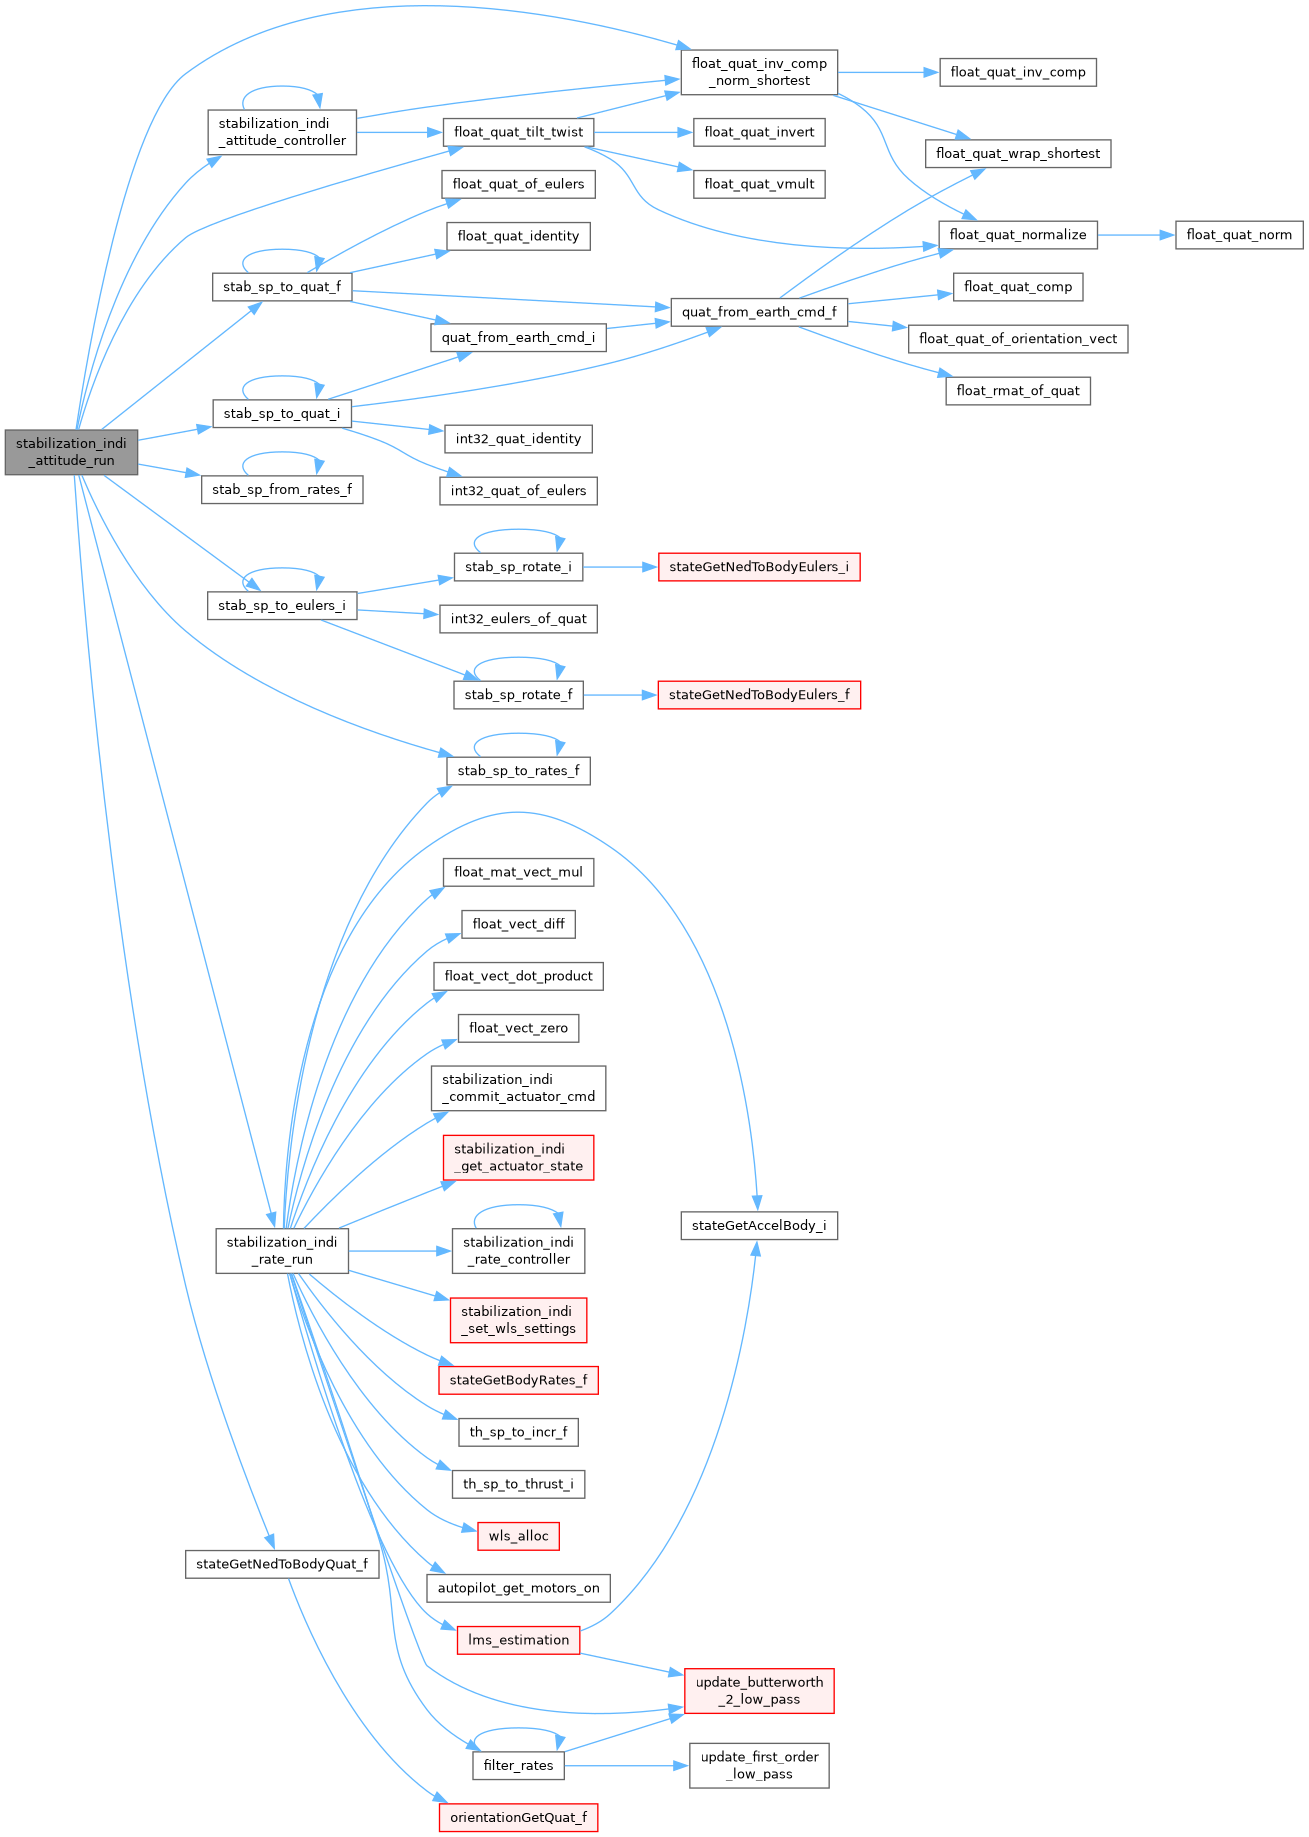 stabilization_indi
_attitude_run
stabilization_indi
_attitude_controller
float_quat_inv_comp
_norm_shortest
float_quat_inv_comp
float_quat_tilt_twist
float_quat_invert
float_quat_wrap_shortest
float_quat_vmult
float_quat_of_eulers
float_quat_identity
float_quat_normalize
float_quat_norm
stab_sp_to_quat_f
quat_from_earth_cmd_f
float_quat_comp
quat_from_earth_cmd_i
float_quat_of_orientation_vect
float_rmat_of_quat
stab_sp_to_quat_i
int32_quat_identity
stab_sp_from_rates_f
int32_quat_of_eulers
stab_sp_rotate_i
stateGetNedToBodyEulers_i
stab_sp_to_eulers_i
int32_eulers_of_quat
stab_sp_rotate_f
stateGetNedToBodyEulers_f
stab_sp_to_rates_f
float_mat_vect_mul
float_vect_diff
float_vect_dot_product
float_vect_zero
stabilization_indi
_commit_actuator_cmd
stabilization_indi
_get_actuator_state
stateGetAccelBody_i
stabilization_indi
_rate_run
stabilization_indi
_rate_controller
stabilization_indi
_set_wls_settings
stateGetBodyRates_f
th_sp_to_incr_f
th_sp_to_thrust_i
wls_alloc
stateGetNedToBodyQuat_f
autopilot_get_motors_on
lms_estimation
update_butterworth
_2_low_pass
filter_rates
update_first_order
_low_pass
orientationGetQuat_f